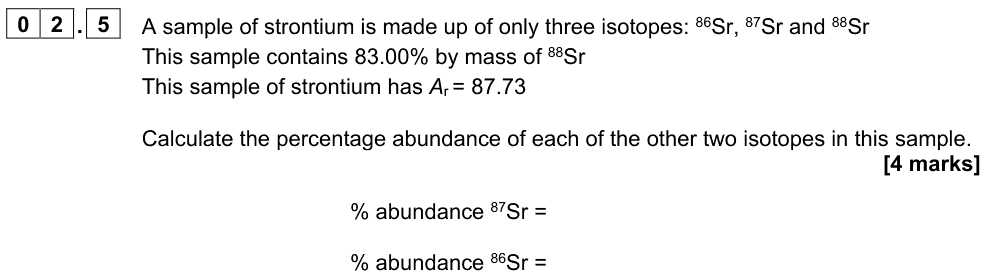 0 2 . 5 A sample of strontium is made up of only three isotopes: ⁸⁶Sr, ⁸⁷Sr and ⁸⁸Sr
This sample contains 83.00% by mass of ⁸⁸Sr
This sample of strontium has Aᵣ = 87.73
Calculate the percentage abundance of each of the other two isotopes in this sample.
[4 marks]
% abundance ⁸⁷Sr =
% abundance ⁸⁶Sr =